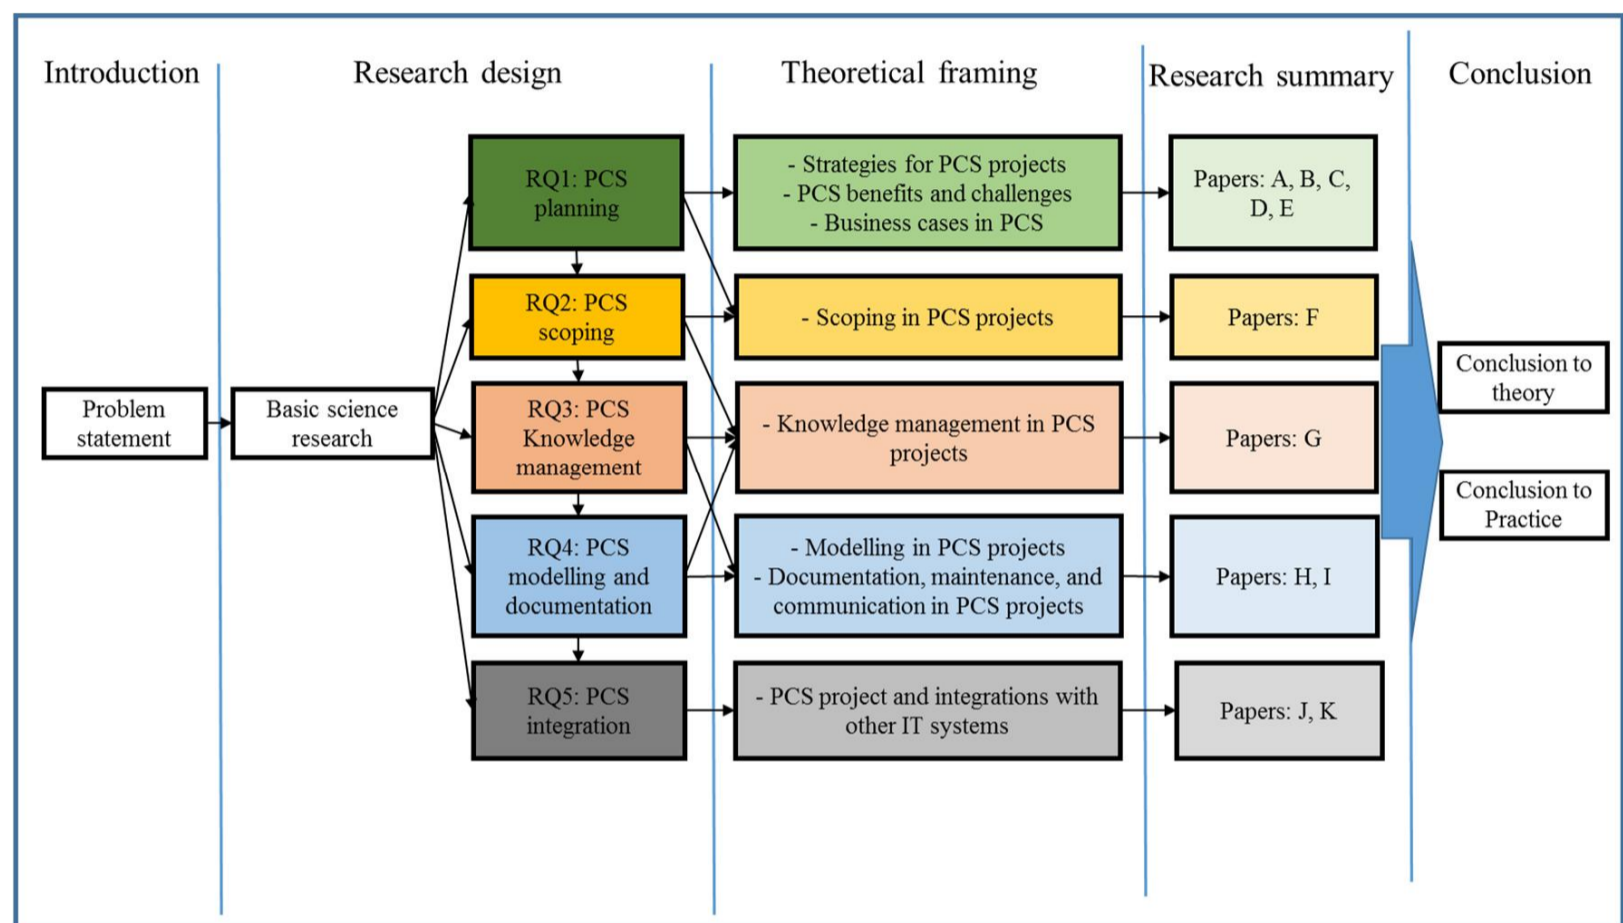 Introduction
Research design
Theoretical framing
Research summary
Conclusion
Problem
statement
Basic science
research
RQ1: PCS
planning
RQ2: PCS
scoping
RQ3: PCS
Knowledge
management
RQ4: PCS
modelling and
documentation
RQ5: PCS
integration
- Strategies for PCS projects
- PCS benefits and challenges
- Business cases in PCS
- Scoping in PCS projects
- Knowledge management in PCS
projects
- Modelling in PCS projects
- Documentation, maintenance, and
communication in PCS projects
- PCS project and integrations with
other IT systems
Papers: A, B, C,
D, E
Papers: F
Papers: G
Papers: H, I
Papers: J, K
Conclusion to
theory
Conclusion to
Practice